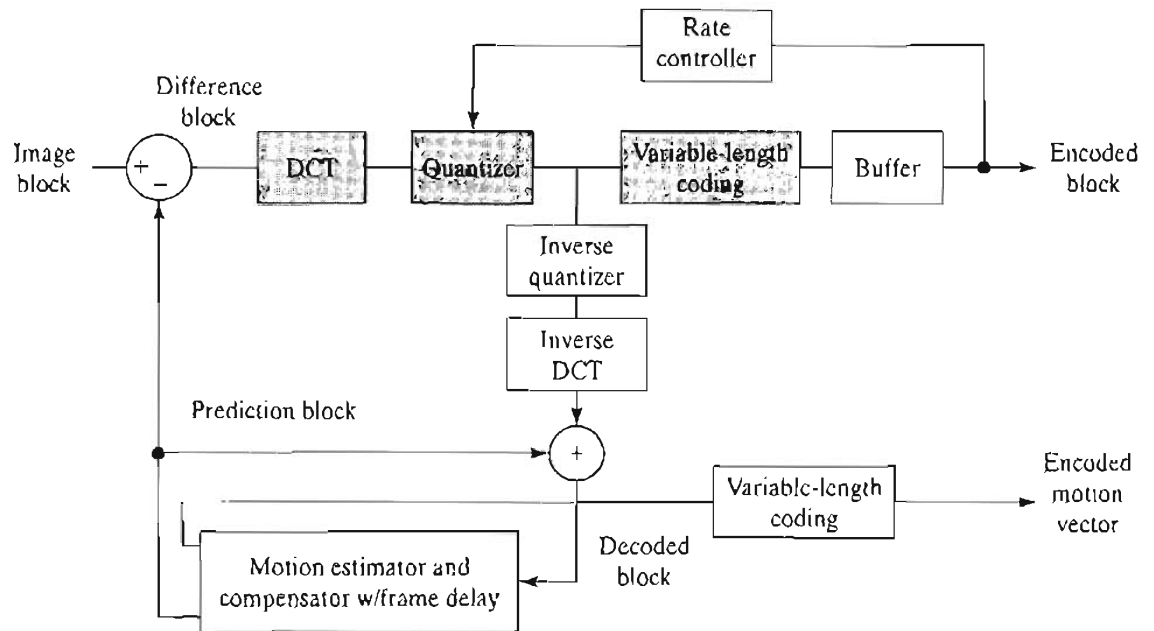 Rate
controller
Difference
block
Image
block
+
−
DCT
Quantizer
Variable-length
coding
Buffer
Encoded
block
Inverse
quantizer
Inverse
DCT
Prediction block
+
Variable-length
coding
Encoded
motion
vector
Motion estimator and
compensator w/frame delay
Decoded
block